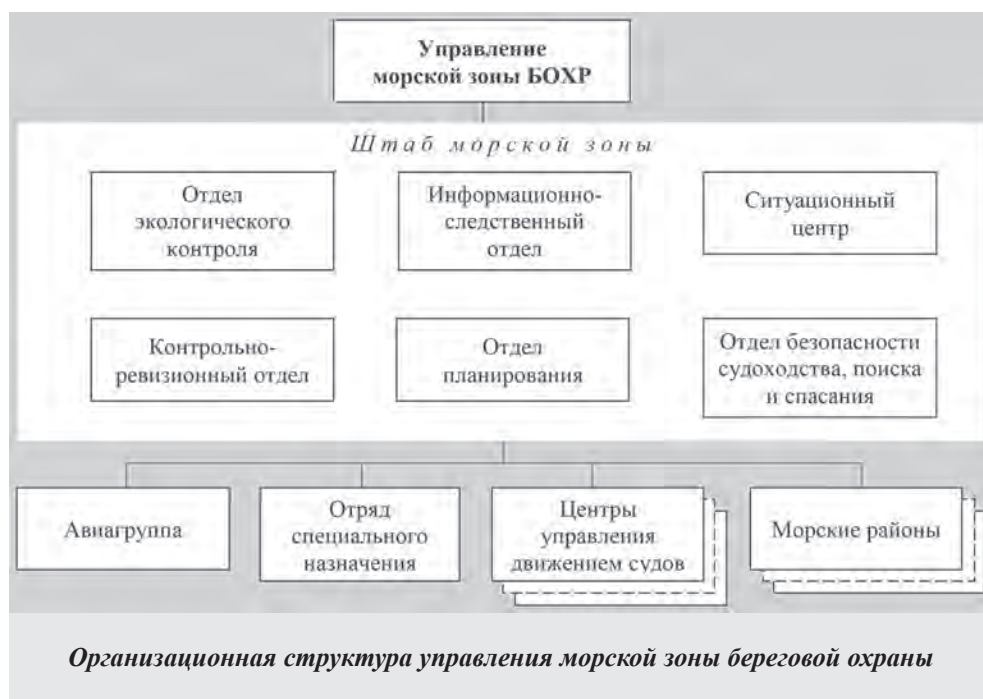 Управление
морской зоны БОХР
Штаб морской зоны
Отдел
экологического
контроля
Информационно-
следственный
отдел
Ситуационный
центр
Контрольно-
ревизионный отдел
Отдел
планирования
Отдел безопасности
судоходства, поиска
и спасания
Авиагруппа
Отряд
специального
назначения
Центры
управления
движением судов
Морские районы
Организационная структура управления морской зоны береговой охраны